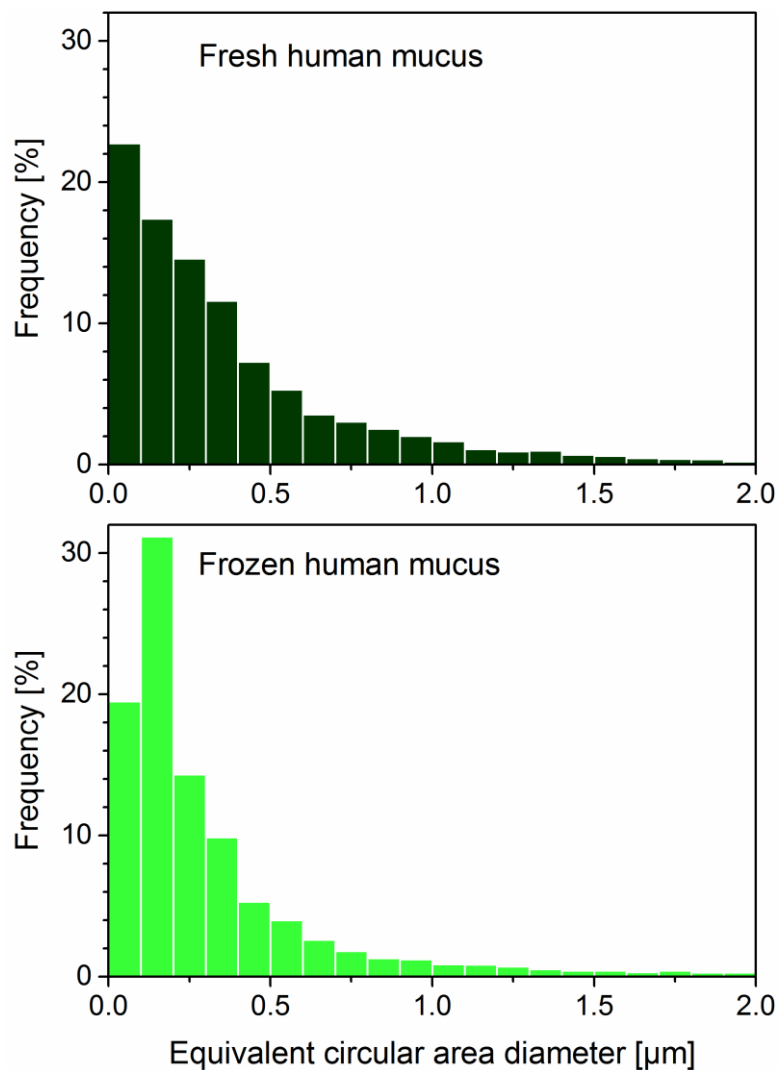 Fresh human mucus
Frequency [%]
30
20
10
0
0.0 0.5 1.0 1.5 2.0
Frozen human mucus
Frequency [%]
30
20
10
0
0.0 0.5 1.0 1.5 2.0
Equivalent circular area diameter [µm]